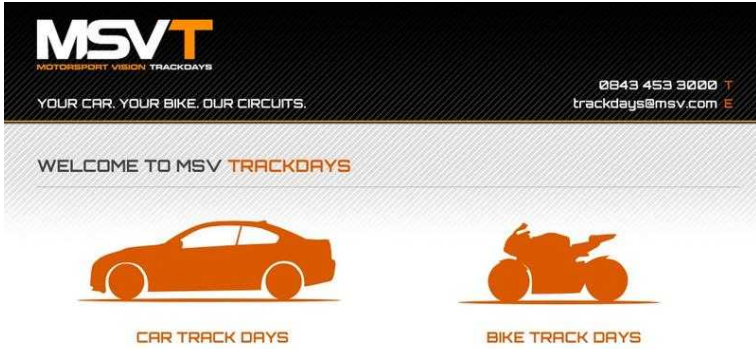 MSVT
MOTORSPORT VISION TRACKDAYS
YOUR CAR. YOUR BIKE. OUR CIRCUITS.
0843 453 3000 T
trackdays@msv.com E
WELCOME TO MSV TRACKDAYS
CAR TRACK DAYS
BIKE TRACK DAYS